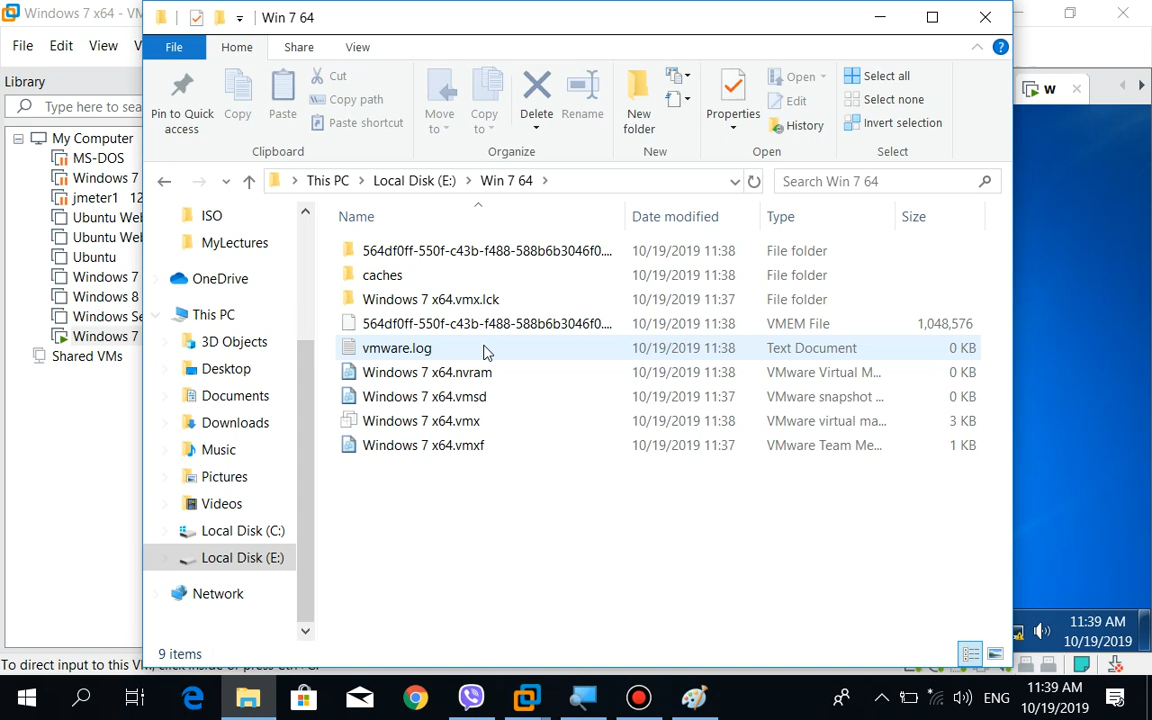 Windows 7 x64 - VM
Win 7 64
File Edit View
File Home Share View
Library
Type here to sea
w
Pin to Quick access
Copy
Paste
Cut
Copy path
Paste shortcut
Move to
Copy to
Delete
Rename
New folder
Properties
Open
Edit
History
Select all
Select none
Invert selection
Clipboard Organize New Open Select
This PC Local Disk (E:) Win 7 64
Search Win 7 64
My Computer
MS-DOS
Windows 7
jmeter1 12
Ubuntu Web
Ubuntu Web
Ubuntu
Windows 7
Windows 8
Windows Se
Windows 7
Shared VMs
ISO
MyLectures
OneDrive
This PC
3D Objects
Desktop
Documents
Downloads
Music
Pictures
Videos
Local Disk (C:)
Local Disk (E:)
Network
Name Date modified Type Size
564df0ff-550f-c43b-f488-588b6b3046f0.... 10/19/2019 11:38 File folder
caches 10/19/2019 11:38 File folder
Windows 7 x64.vmx.lck 10/19/2019 11:37 File folder
564df0ff-550f-c43b-f488-588b6b3046f0.... 10/19/2019 11:38 VMEM File 1,048,576
vmware.log 10/19/2019 11:38 Text Document 0 KB
Windows 7 x64.nvram 10/19/2019 11:38 VMware Virtual M... 0 KB
Windows 7 x64.vmsd 10/19/2019 11:37 VMware snapshot ... 0 KB
Windows 7 x64.vmx 10/19/2019 11:38 VMware virtual ma... 3 KB
Windows 7 x64.vmxf 10/19/2019 11:37 VMware Team Me... 1 KB
9 items
11:39 AM
10/19/2019
To direct input to this VM, click inside or press Ctrl+G.
ENG
11:39 AM
10/19/2019